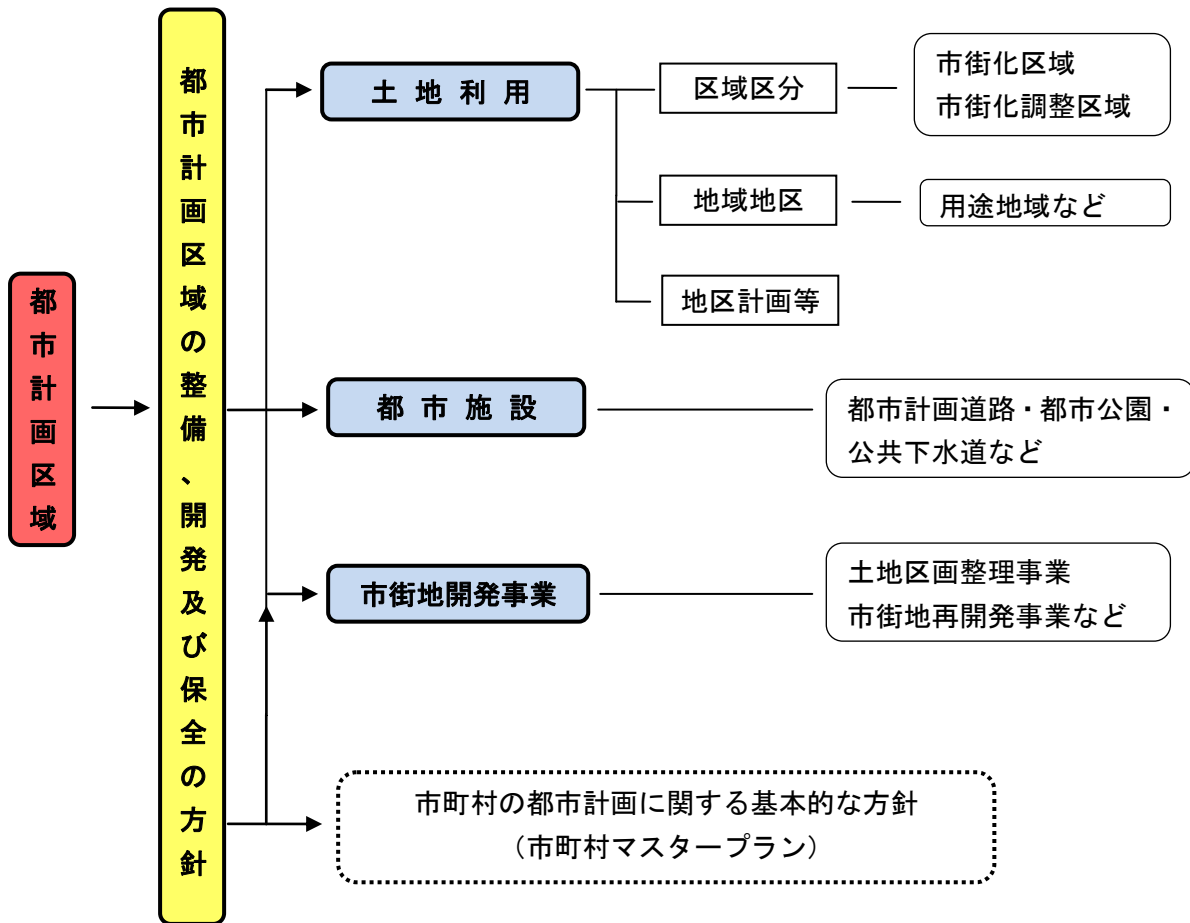 都市計画区域
都市計画区域の整備、開発及び保全の方針
土地利用
区域区分
市街化区域
市街化調整区域
地域地区
用途地域など
地区計画等
都市施設
都市計画道路・都市公園・
公共下水道など
市街地開発事業
土地区画整理事業
市街地再開発事業など
市町村の都市計画に関する基本的な方針
（市町村マスタープラン）